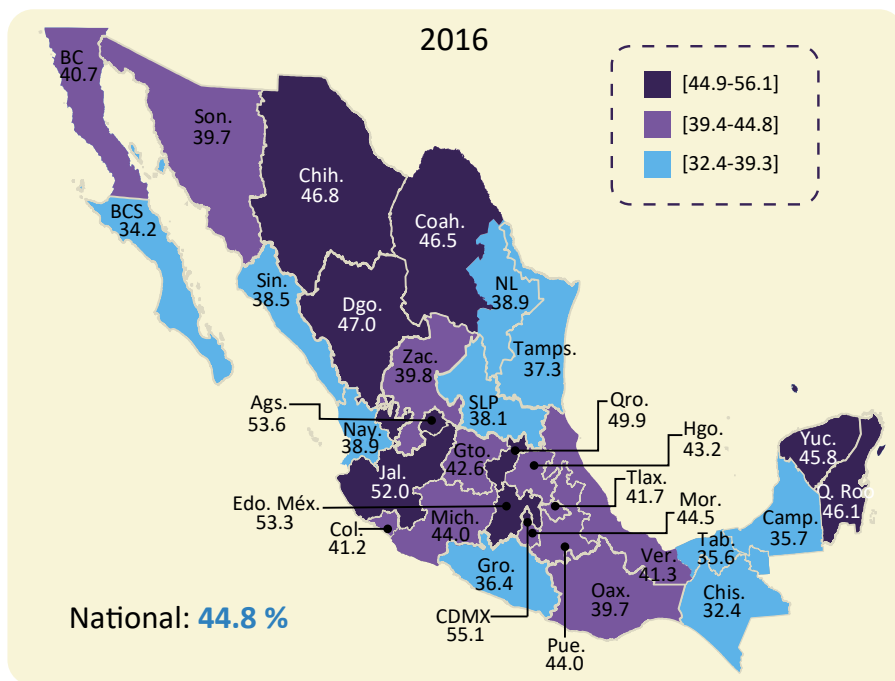 2016
[44.9-56.1]
[39.4-44.8]
[32.4-39.3]
BC
40.7
Son.
39.7
Chih.
46.8
Coah.
46.5
BCS
34.2
Sin.
38.5
NL
38.9
Dgo.
47.0
Tamps.
37.3
Zac.
39.8
Ags.
53.6
SLP
38.1
Qro.
49.9
Nay.
38.9
Hgo.
43.2
Gto.
42.6
Yuc.
45.8
Jal.
52.0
Tlax.
41.7
Q. Roo
46.1
Edo. Méx.
53.3
Mor.
44.5
Camp.
35.7
Mich.
44.0
Col.
41.2
Tab.
35.6
Ver.
41.3
Gro.
36.4
Oax.
39.7
Chis.
32.4
CDMX
55.1
Pue.
44.0
National: 44.8 %